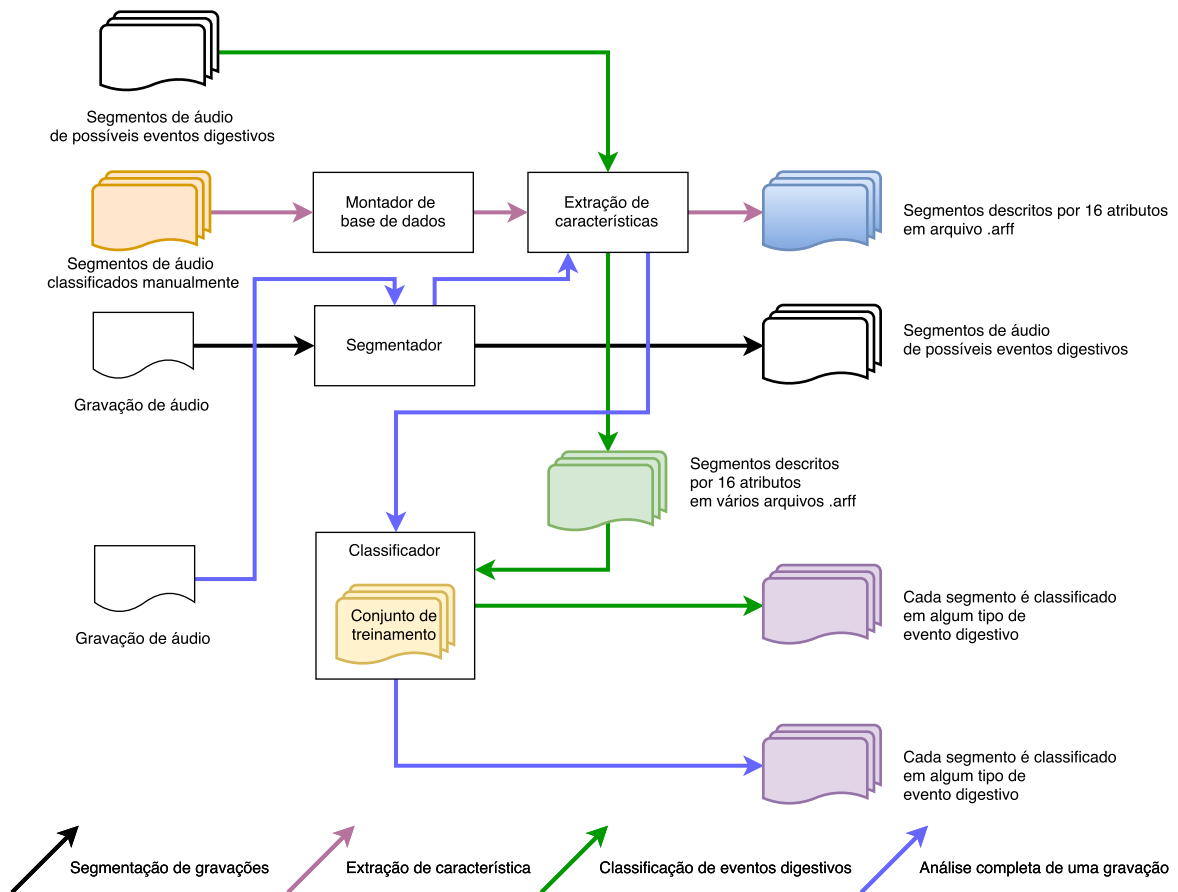 Segmentos de áudio
de possíveis eventos digestivos
Montador de
base de dados
Extração de
características
Segmentos descritos por 16 atributos
em arquivo .arff
Segmentos de áudio
classificados manualmente
Segmentador
Segmentos de áudio
de possíveis eventos digestivos
Gravação de áudio
Segmentos descritos
por 16 atributos
em vários arquivos .arff
Classificador
Conjunto de
treinamento
Cada segmento é classificado
em algum tipo de
evento digestivo
Gravação de áudio
Cada segmento é classificado
em algum tipo de
evento digestivo
Segmentação de gravações
Extração de característica
Classificação de eventos digestivos
Análise completa de uma gravação